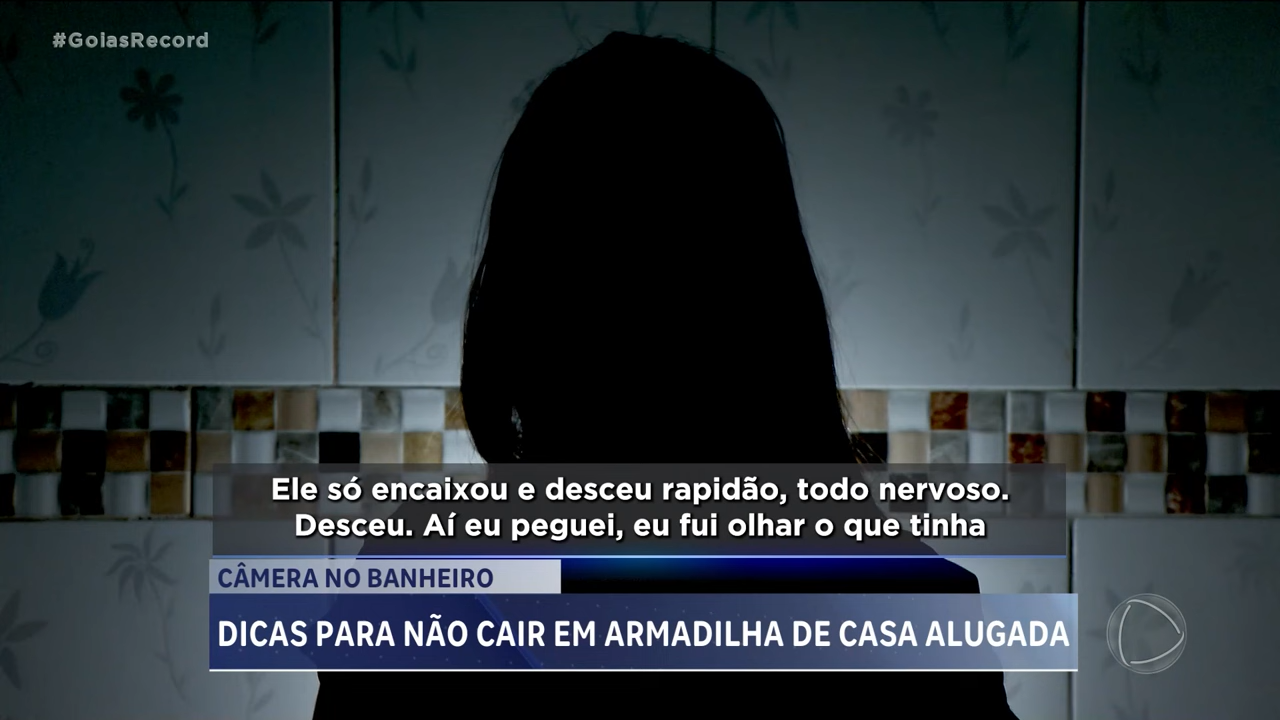 #GoiasRecord
Ele só encaixou e desceu rapidão, todo nervoso.
Desceu. Aí eu peguei, eu fui olhar o que tinha
CÂMERA NO BANHEIRO
DICAS PARA NÃO CAIR EM ARMADILHA DE CASA ALUGADA